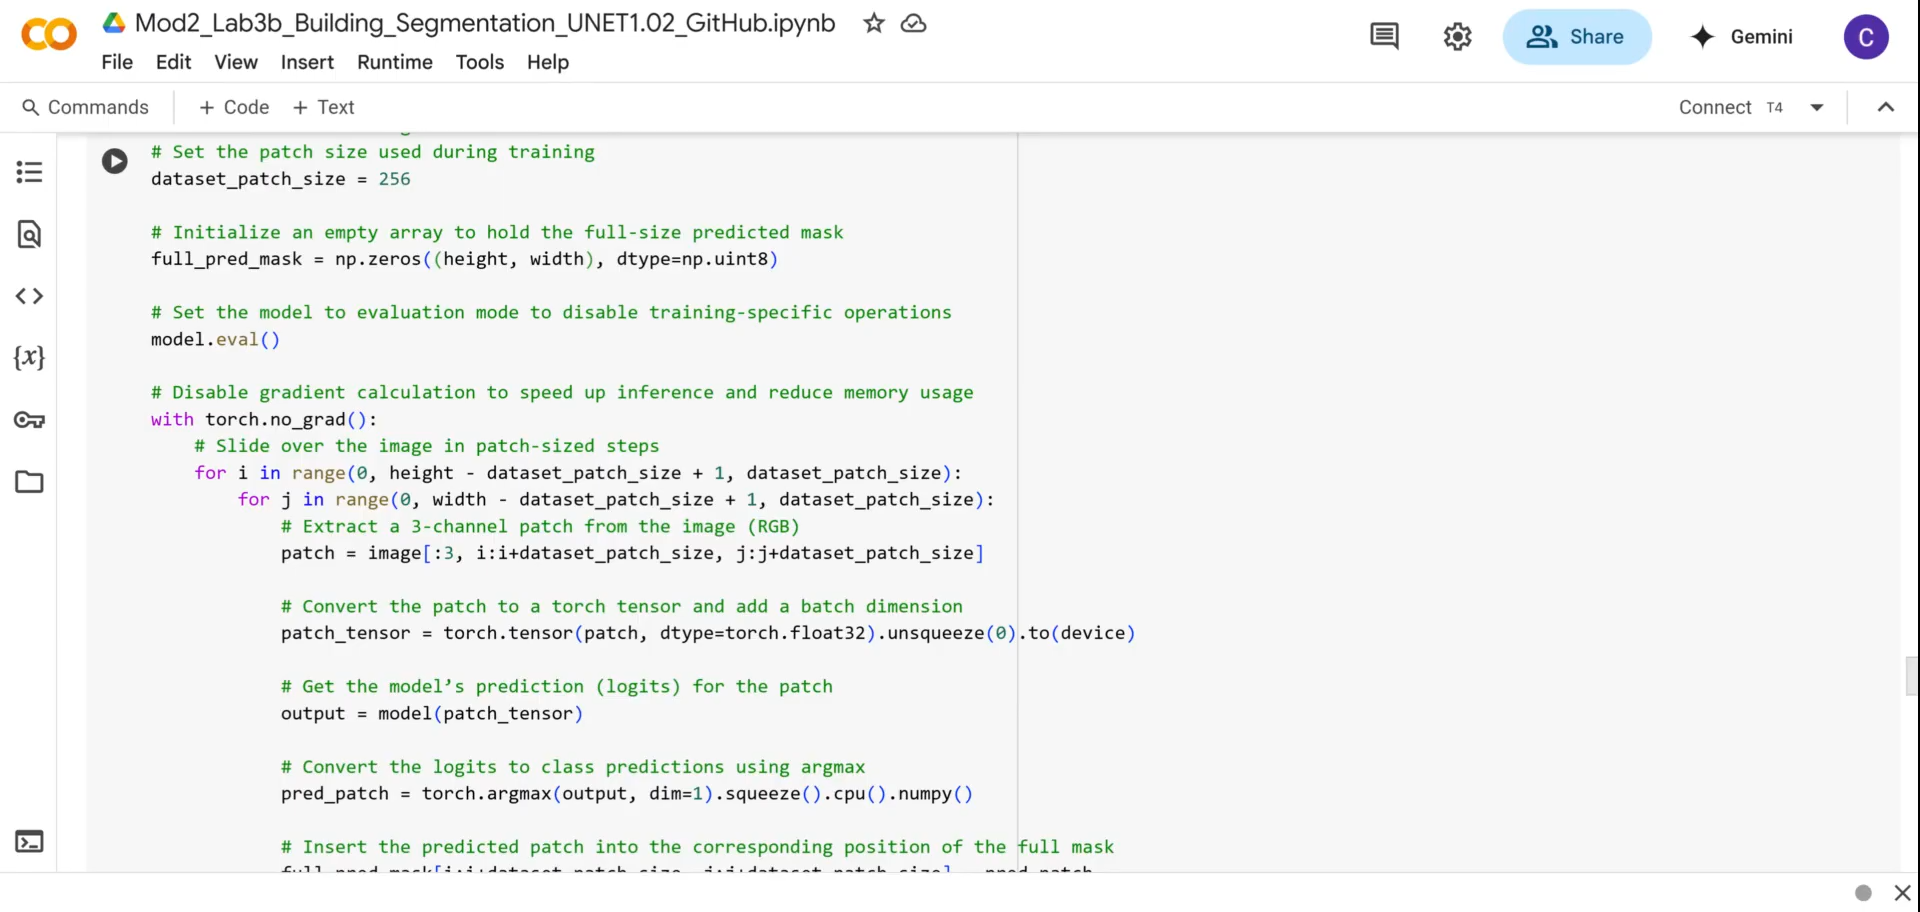 Mod2_Lab3b_Building_Segmentation_UNET1.02_GitHub.ipynb
File Edit View Insert Runtime Tools Help
Share
Gemini
C
Commands + Code + Text
Connect T4
# Set the patch size used during training
dataset_patch_size = 256
# Initialize an empty array to hold the full-size predicted mask
full_pred_mask = np.zeros((height, width), dtype=np.uint8)
# Set the model to evaluation mode to disable training-specific operations
model.eval()
# Disable gradient calculation to speed up inference and reduce memory usage
with torch.no_grad():
# Slide over the image in patch-sized steps
for i in range(0, height - dataset_patch_size + 1, dataset_patch_size):
for j in range(0, width - dataset_patch_size + 1, dataset_patch_size):
# Extract a 3-channel patch from the image (RGB)
patch = image[:3, i:i+dataset_patch_size, j:j+dataset_patch_size]
# Convert the patch to a torch tensor and add a batch dimension
patch_tensor = torch.tensor(patch, dtype=torch.float32).unsqueeze(0).to(device)
# Get the model’s prediction (logits) for the patch
output = model(patch_tensor)
# Convert the logits to class predictions using argmax
pred_patch = torch.argmax(output, dim=1).squeeze().cpu().numpy()
# Insert the predicted patch into the corresponding position of the full mask